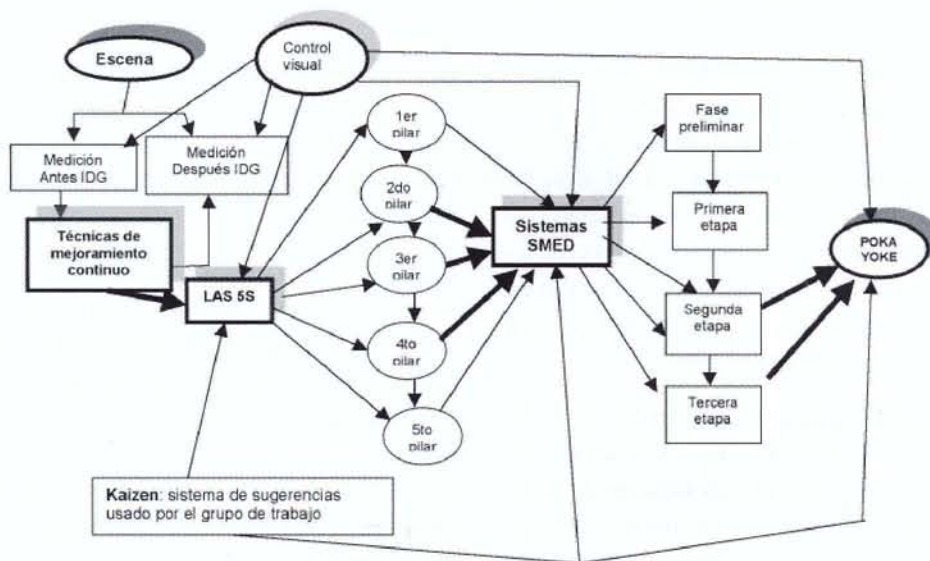 Escena
Control
visual
Medición
Antes IDG
Medición
Después IDG
Técnicas de
mejoramiento
continuo
LAS 5S
1er
pilar
2do
pilar
3er
pilar
4to
pilar
5to
pilar
Sistemas
SMED
Fase
preliminar
Primera
etapa
Segunda
etapa
Tercera
etapa
POKA
YOKE
Kaizen: sistema de sugerencias
usado por el grupo de trabajo